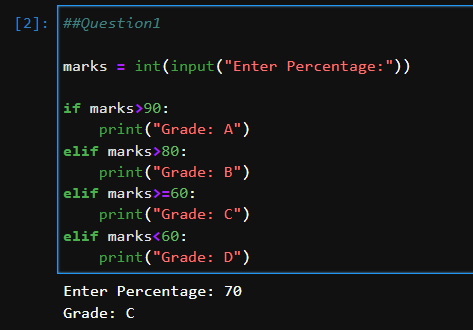 [2]: ##Question1
marks = int(input("Enter Percentage:"))
if marks>90:
    print("Grade: A")
elif marks>80:
    print("Grade: B")
elif marks>=60:
    print("Grade: C")
elif marks<60:
    print("Grade: D")
Enter Percentage: 70
Grade: C